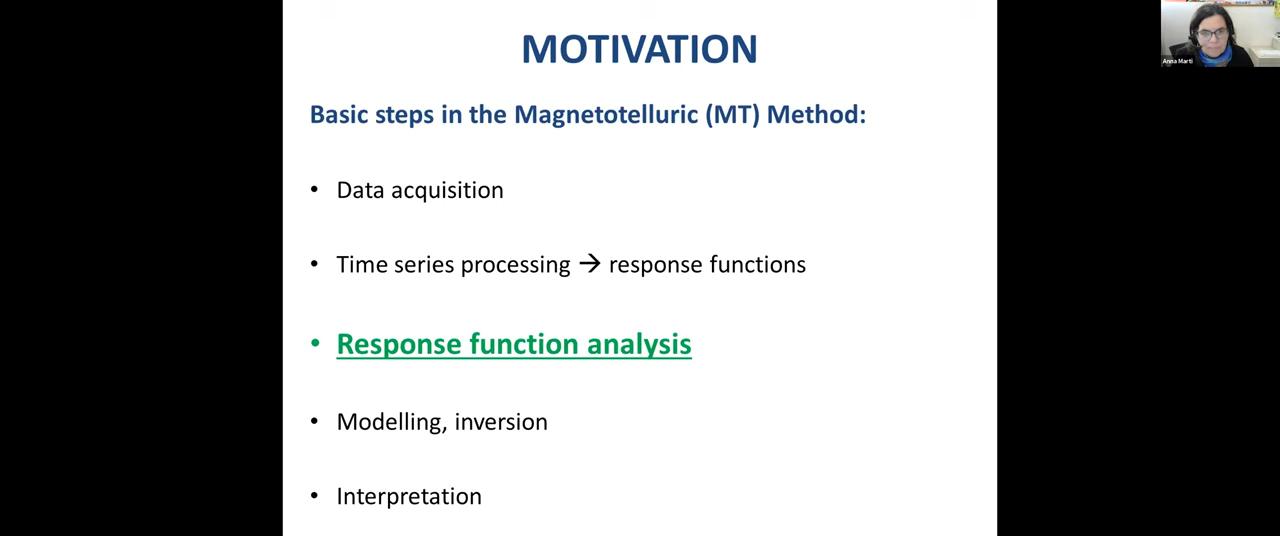 MOTIVATION
Basic steps in the Magnetotelluric (MT) Method:
• Data acquisition
• Time series processing → response functions
• Response function analysis
• Modelling, inversion
• Interpretation
Anna Marti